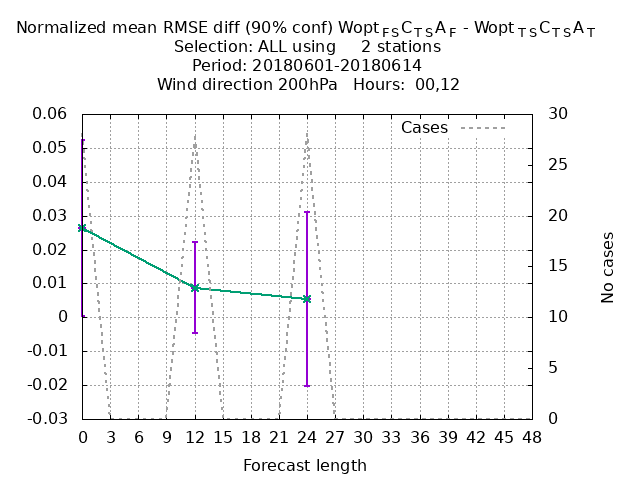 Normalized mean RMSE diff (90% conf) Wopt FS C TS A F - Wopt TS C TS A T
Selection: ALL using 2 stations
Period: 20180601-20180614
Wind direction 200hPa Hours: 00,12
Cases
0.06
0.05
0.04
0.03
0.02
0.01
0
-0.01
-0.02
-0.03
30
25
20
15
10
5
0
No cases
0 3 6 9 12 15 18 21 24 27 30 33 36 39 42 45 48
Forecast length